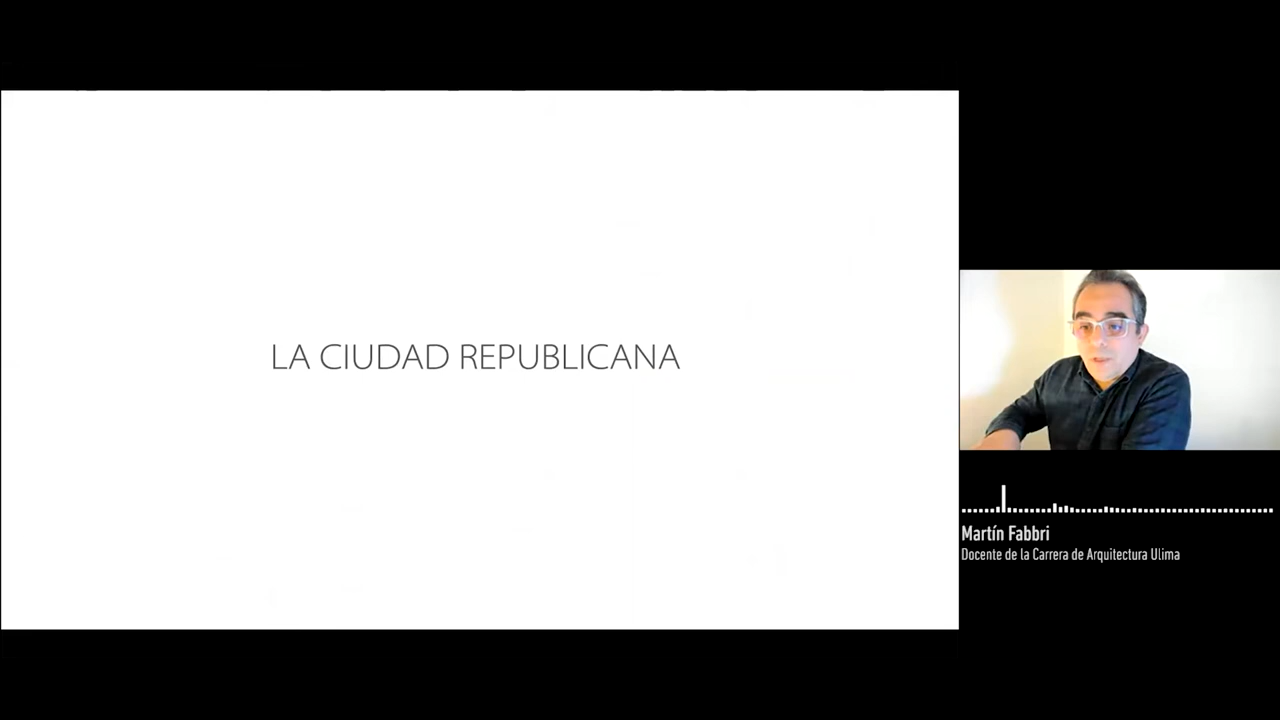 LA CIUDAD REPUBLICANA
Martín Fabbri
Docente de la Carrera de Arquitectura Ulima